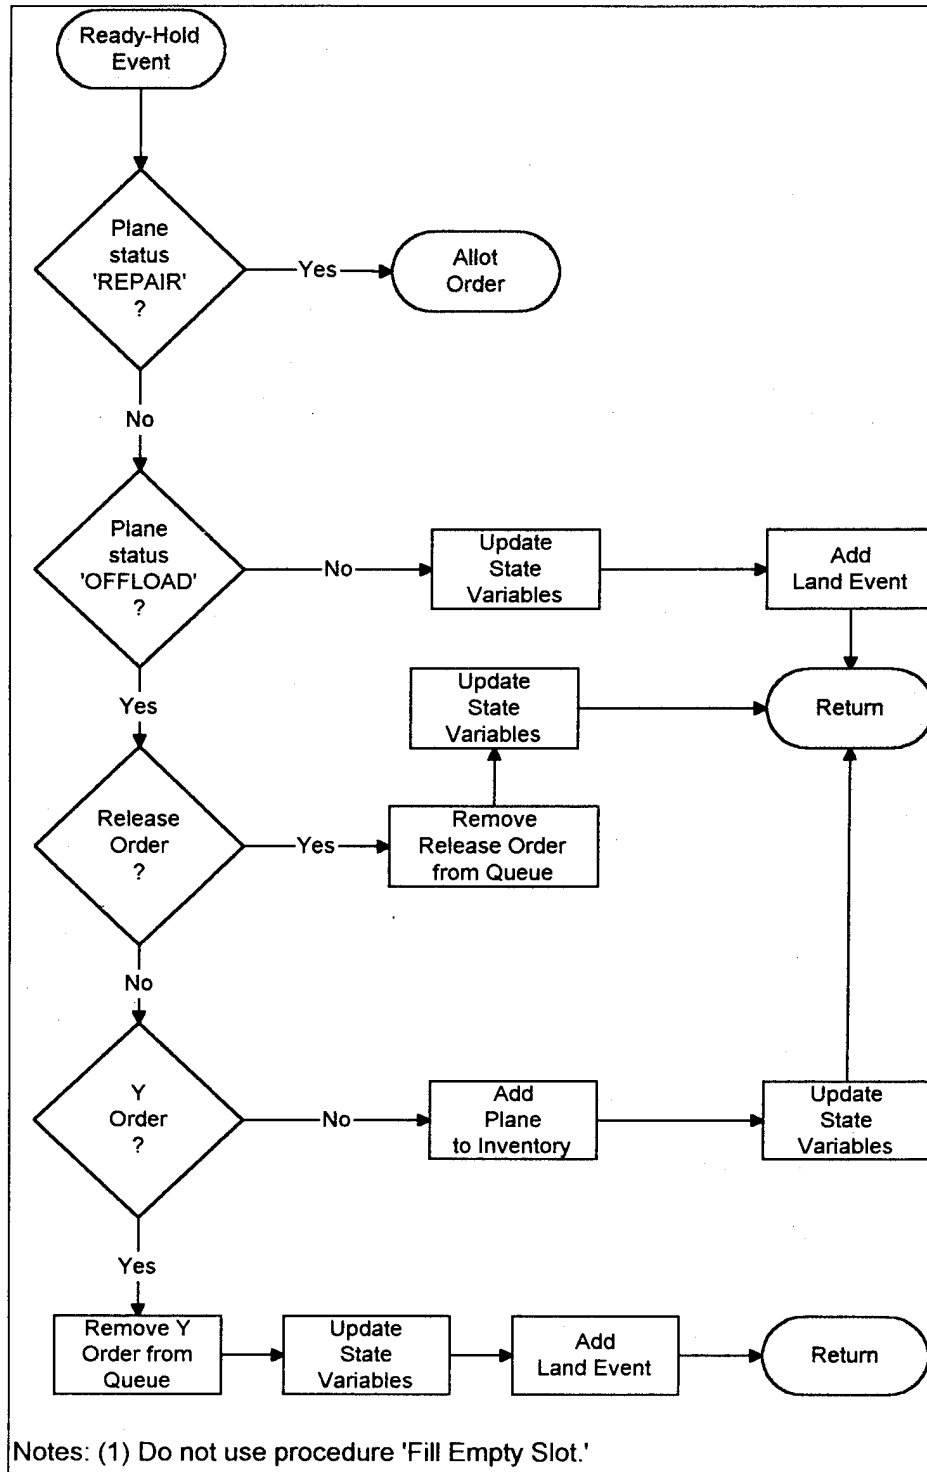 Ready-Hold
Event
Plane
status
'REPAIR'
?
Yes
Allot
Order
No
Plane
status
'OFFLOAD'
?
No
Update
State
Variables
Add
Land Event
Yes
Update
State
Variables
Return
Release
Order
?
Yes
Remove
Release Order
from Queue
No
Y
Order
?
No
Add
Plane
to Inventory
Update
State
Variables
Yes
Remove Y
Order from
Queue
Update
State
Variables
Add
Land Event
Return
Notes: (1) Do not use procedure 'Fill Empty Slot.'